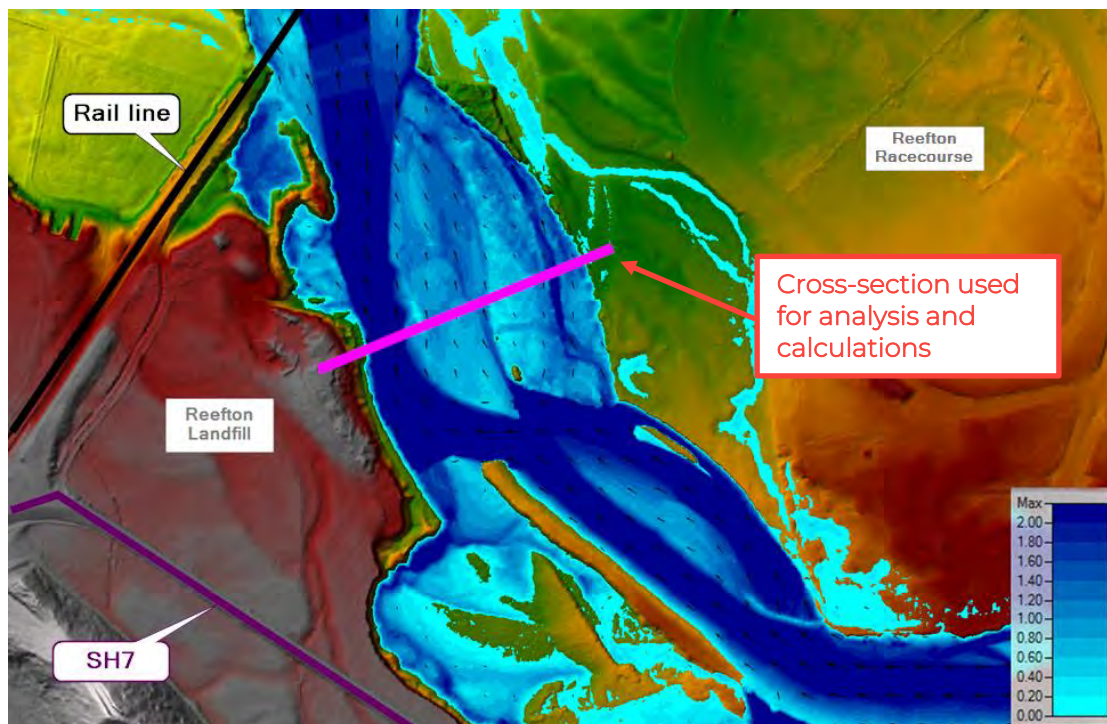 Rail line
Reefton
Racecourse
Cross-section used
for analysis and
calculations
Reefton
Landfill
SH7
Max
2.00
1.80
1.60
1.40
1.20
1.00
0.80
0.60
0.40
0.20
0.00